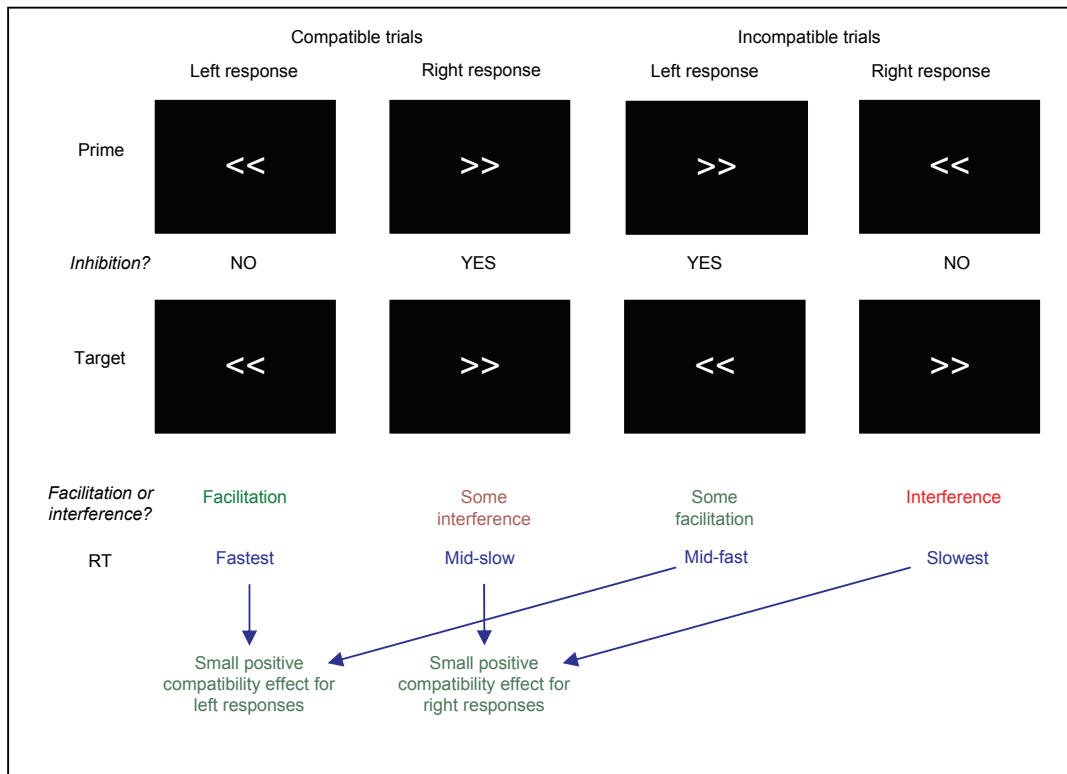 Compatible trials Incompatible trials
Left response Right response Left response Right response
Prime
<< >> >> <<
Inhibition? NO YES YES NO
Target
<< >> << >>
Facilitation or
interference?
Facilitation
Some
interference
Some
facilitation
Interference
RT Fastest Mid-slow Mid-fast Slowest
Small positive
compatibility effect for
left responses
Small positive
compatibility effect for
right responses